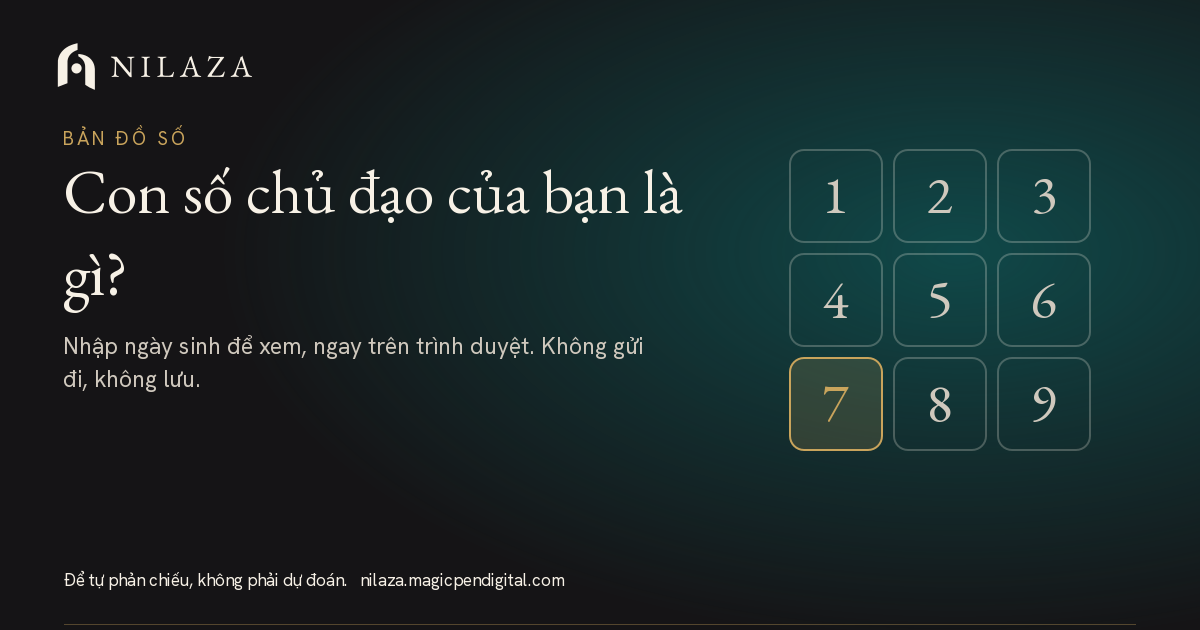 NILAZA
BẢN ĐỒ SỐ
Con số chủ đạo của bạn là
gì?
Nhập ngày sinh để xem, ngay trên trình duyệt. Không gửi
đi, không lưu.
1 2 3
4 5 6
7 8 9
Để tự phản chiếu, không phải dự đoán. nilaza.magicpendigital.com